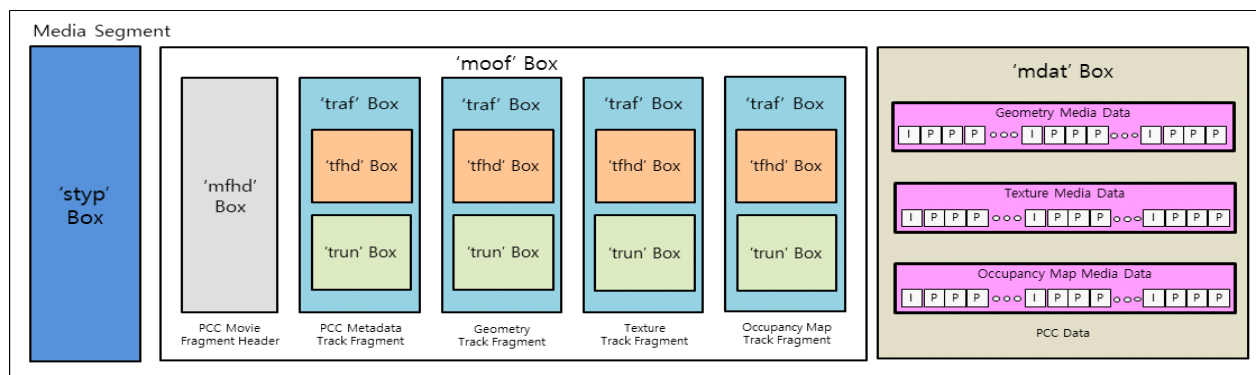 Media Segment
‘styp’
Box
‘moof’ Box
‘mfhd’
Box
PCC Movie
Fragment Header
‘traf’ Box
‘tfhd’ Box
‘trun’ Box
PCC Metadata
Track Fragment
‘traf’ Box
‘tfhd’ Box
‘trun’ Box
Geometry
Track Fragment
‘traf’ Box
‘tfhd’ Box
‘trun’ Box
Texture
Track Fragment
‘traf’ Box
‘tfhd’ Box
‘trun’ Box
Occupancy Map
Track Fragment
‘mdat’ Box
Geometry Media Data
I P P P ○○○ I P P P ○○○ I P P P
Texture Media Data
I P P P ○○○ I P P P ○○○ I P P P
Occupancy Map Media Data
I P P P ○○○ I P P P ○○○ I P P P
PCC Data